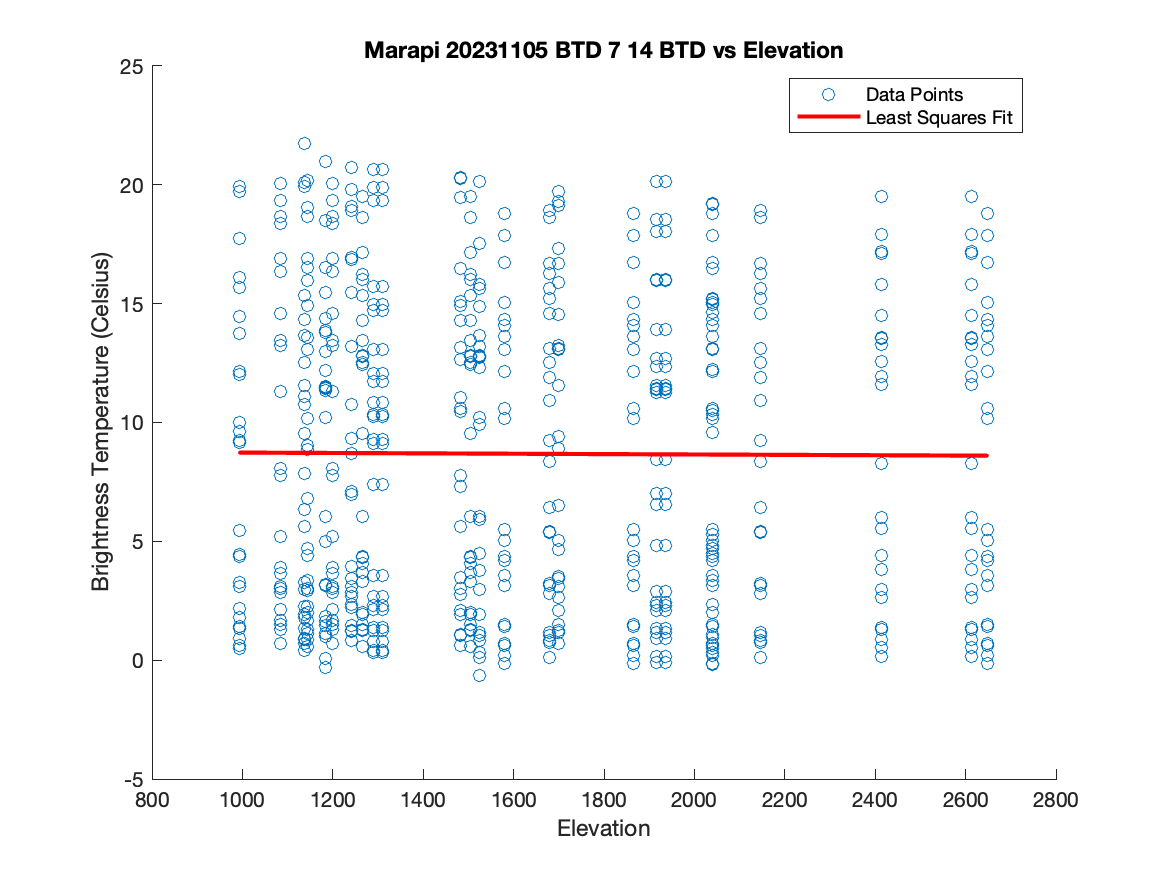 Marapi 20231105 BTD 7 14 BTD vs Elevation
Data Points
Least Squares Fit
Brightness Temperature (Celsius)
25
20
15
10
5
0
-5
800 1000 1200 1400 1600 1800 2000 2200 2400 2600 2800
Elevation